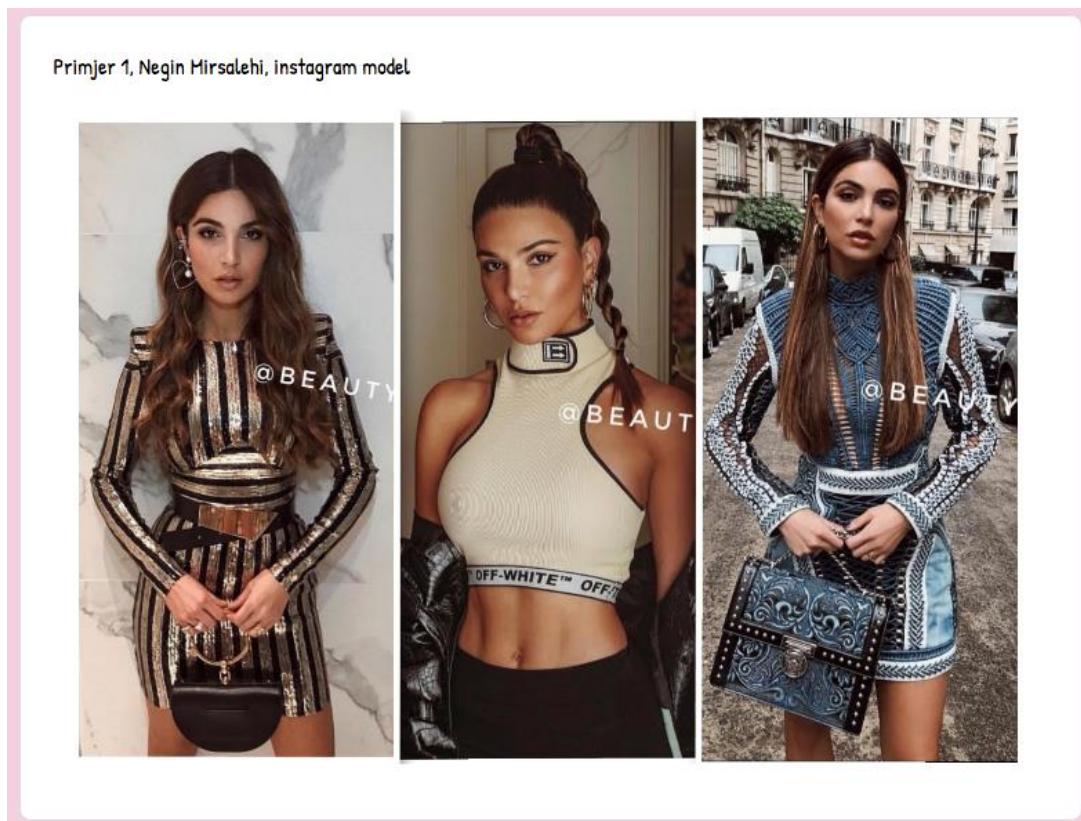 Primjer 1, Negin Mirsalehi, instagram model
@BEAUTY
@BEAUT
@BEAUTY
OFF-WHITE™ OFF